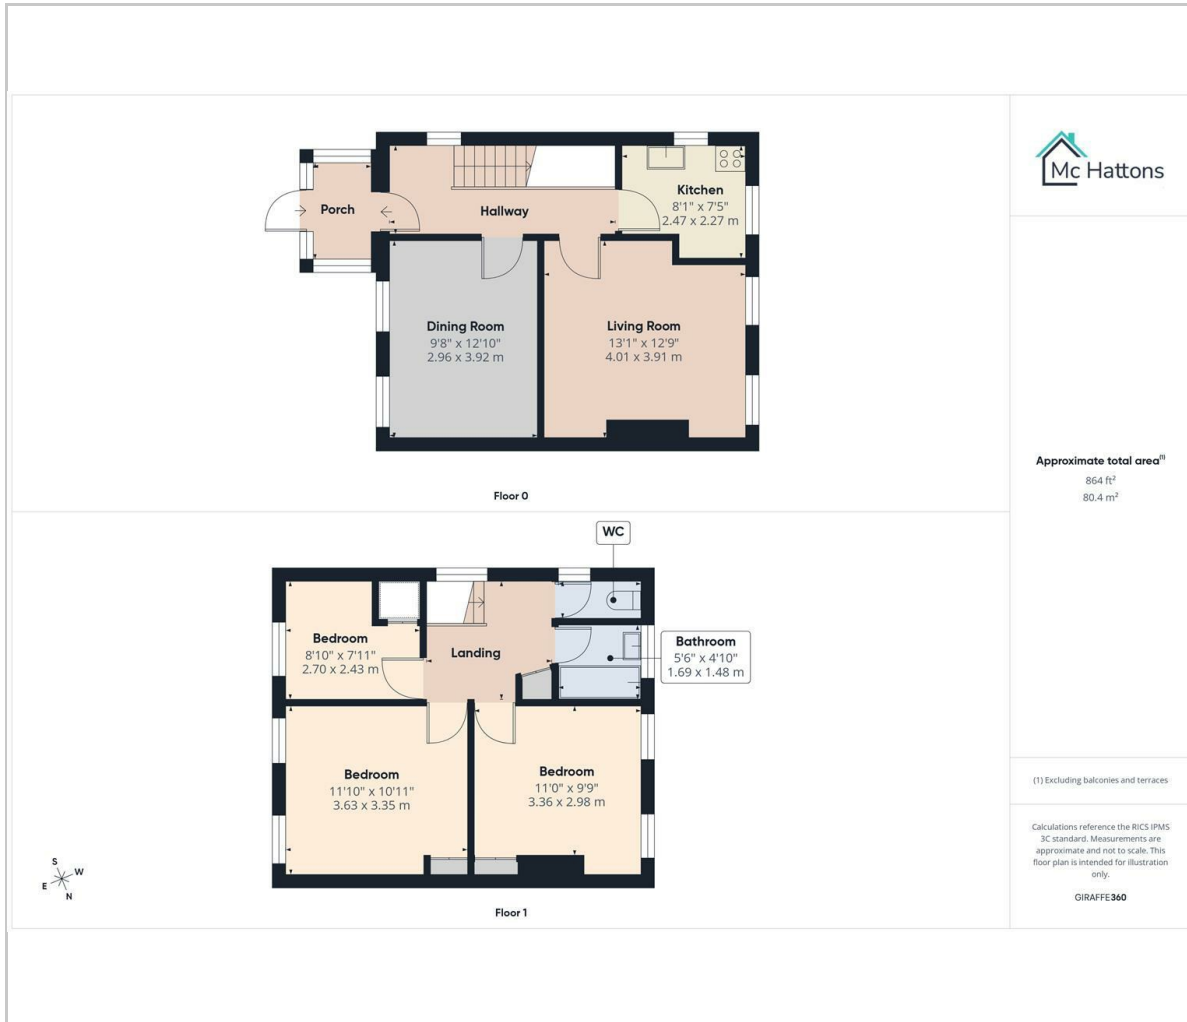 Porch
Hallway
Kitchen
8'1" x 7'5"
2.47 x 2.27 m
Dining Room
9'8" x 12'10"
2.96 x 3.92 m
Living Room
13'1" x 12'9"
4.01 x 3.91 m
Floor 0
WC
Bedroom
8'10" x 7'11"
2.70 x 2.43 m
Landing
Bathroom
5'6" x 4'10"
1.69 x 1.48 m
Bedroom
11'10" x 10'11"
3.63 x 3.35 m
Bedroom
11'0" x 9'9"
3.36 x 2.98 m
S
W
E
N
Floor 1
Mc Hattons
Approximate total area(1)
864 ft²
80.4 m²
(1) Excluding balconies and terraces
Calculations reference the RICS IPMS
3C standard. Measurements are
approximate and not to scale. This
floor plan is intended for illustration
only.
GIRAFFE360